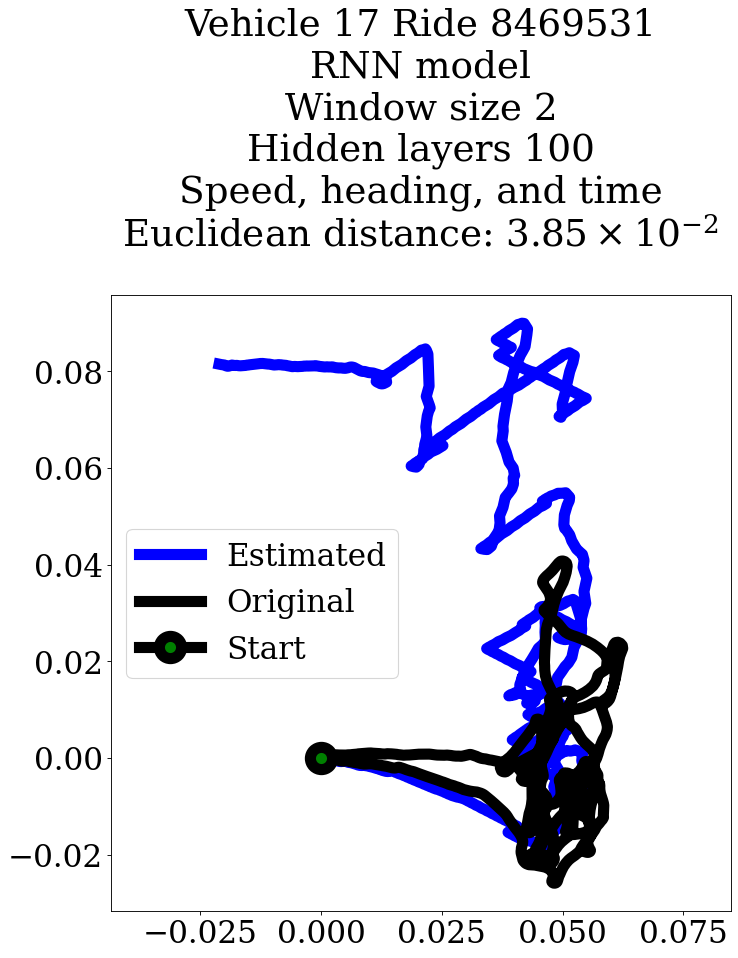 Vehicle 17 Ride 8469531
RNN model
Window size 2
Hidden layers 100
Speed, heading, and time
Euclidean distance: 3.85 × 10⁻²
0.08
0.06
0.04
0.02
0.00
−0.02
Estimated
Original
Start
−0.025 0.000 0.025 0.050 0.075